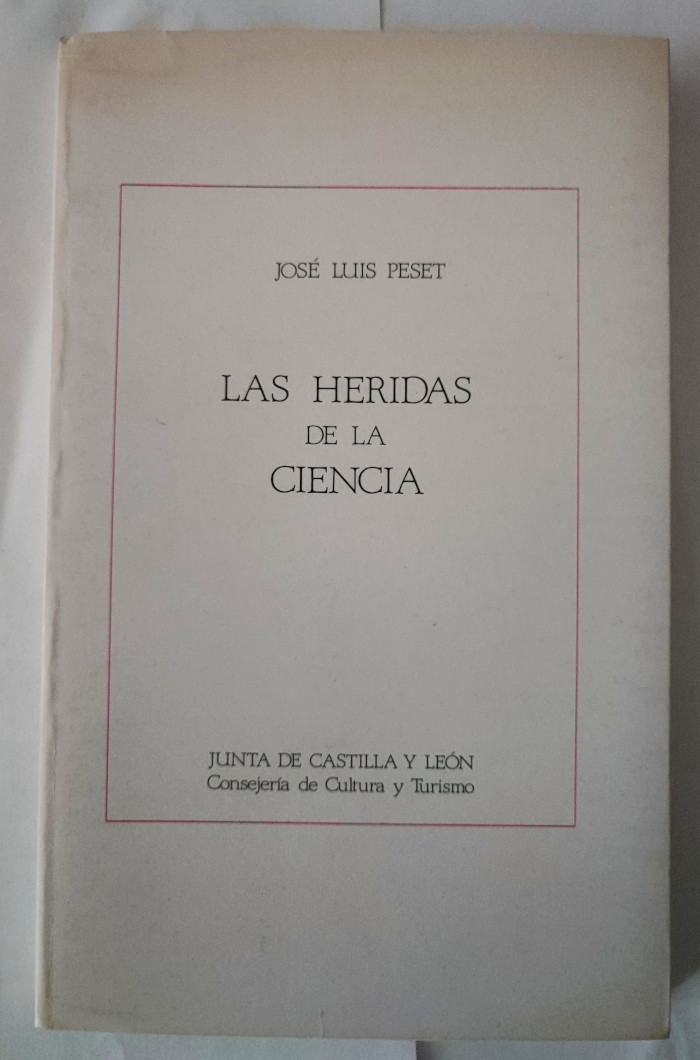 JOSÉ LUIS PESET
LAS HERIDAS
DE LA
CIENCIA
JUNTA DE CASTILLA Y LEÓN
Consejería de Cultura y Turismo